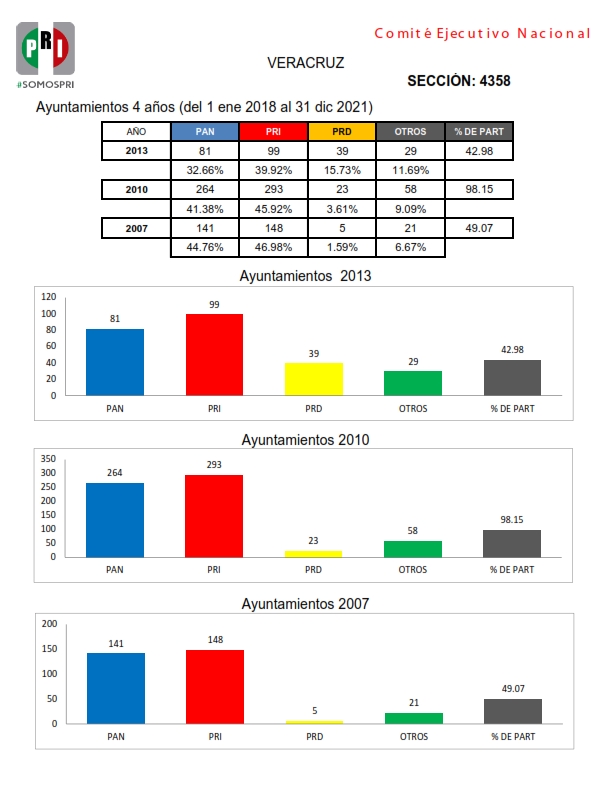 Comité Ejecutivo Nacional
PRI
#SOMOSPRI
VERACRUZ
SECCIÓN: 4358
Ayuntamientos 4 años (del 1 ene 2018 al 31 dic 2021)
AÑO PAN PRI PRD OTROS % DE PART
2013 81 99 39 29 42.98
32.66% 39.92% 15.73% 11.69%
2010 264 293 23 58 98.15
41.38% 45.92% 3.61% 9.09%
2007 141 148 5 21 49.07
44.76% 46.98% 1.59% 6.67%
Ayuntamientos 2013
120
100
80
60
40
20
0
81 99 39 29 42.98
PAN PRI PRD OTROS % DE PART
Ayuntamientos 2010
350
300
250
200
150
100
50
0
264 293 23 58 98.15
PAN PRI PRD OTROS % DE PART
Ayuntamientos 2007
200
150
100
50
0
141 148 5 21 49.07
PAN PRI PRD OTROS % DE PART